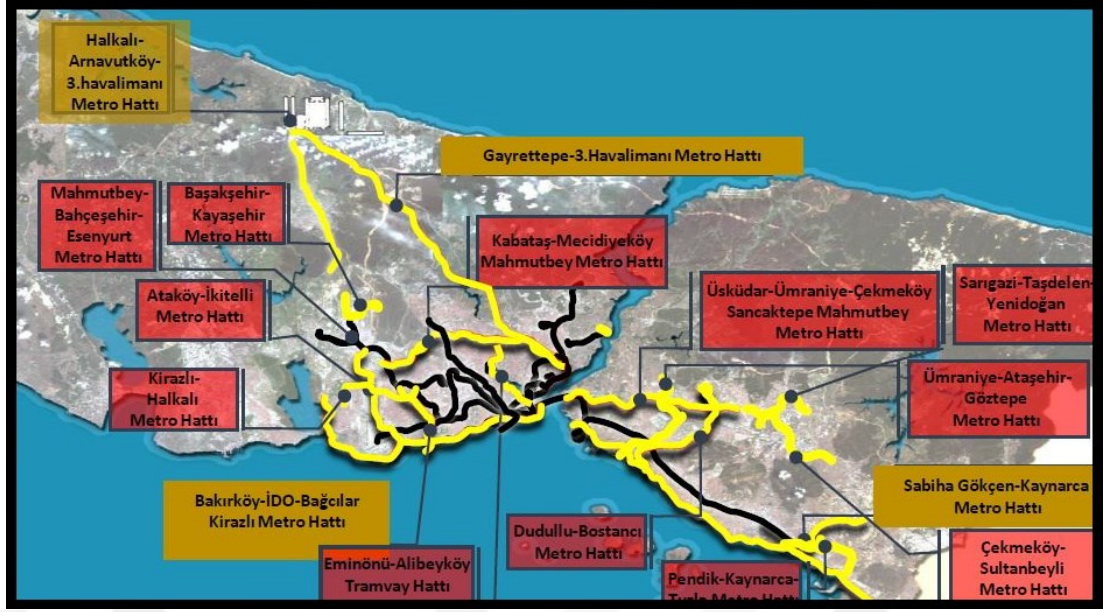 Halkalı-
Arnavutköy-
3.havalimanı
Metro Hattı
Gayrettepe-3.Havalimanı Metro Hattı
Mahmutbey-
Bahçeşehir-
Esenyurt
Metro Hattı
Başakşehir-
Kayaşehir
Metro Hattı
Kabataş-Mecidiyeköy
Mahmutbey Metro Hattı
Ataköy-İkitelli
Metro Hattı
Üsküdar-Ümraniye-Çekmeköy
Sancaktepe Mahmutbey
Metro Hattı
Sarıgazi-Taşdelen-
Yenidoğan
Metro Hattı
Kirazlı-
Halkalı
Metro Hattı
Ümraniye-Ataşehir-
Göztepe
Metro Hattı
Bakırköy-İDO-Bağcılar
Kirazlı Metro Hattı
Sabiha Gökçen-Kaynarca
Metro Hattı
Dudullu-Bostancı
Metro Hattı
Eminönü-Alibeyköy
Tramvay Hattı
Pendik-Kaynarca-
Tuzla Metro Hattı
Çekmeköy-
Sultanbeyli
Metro Hattı